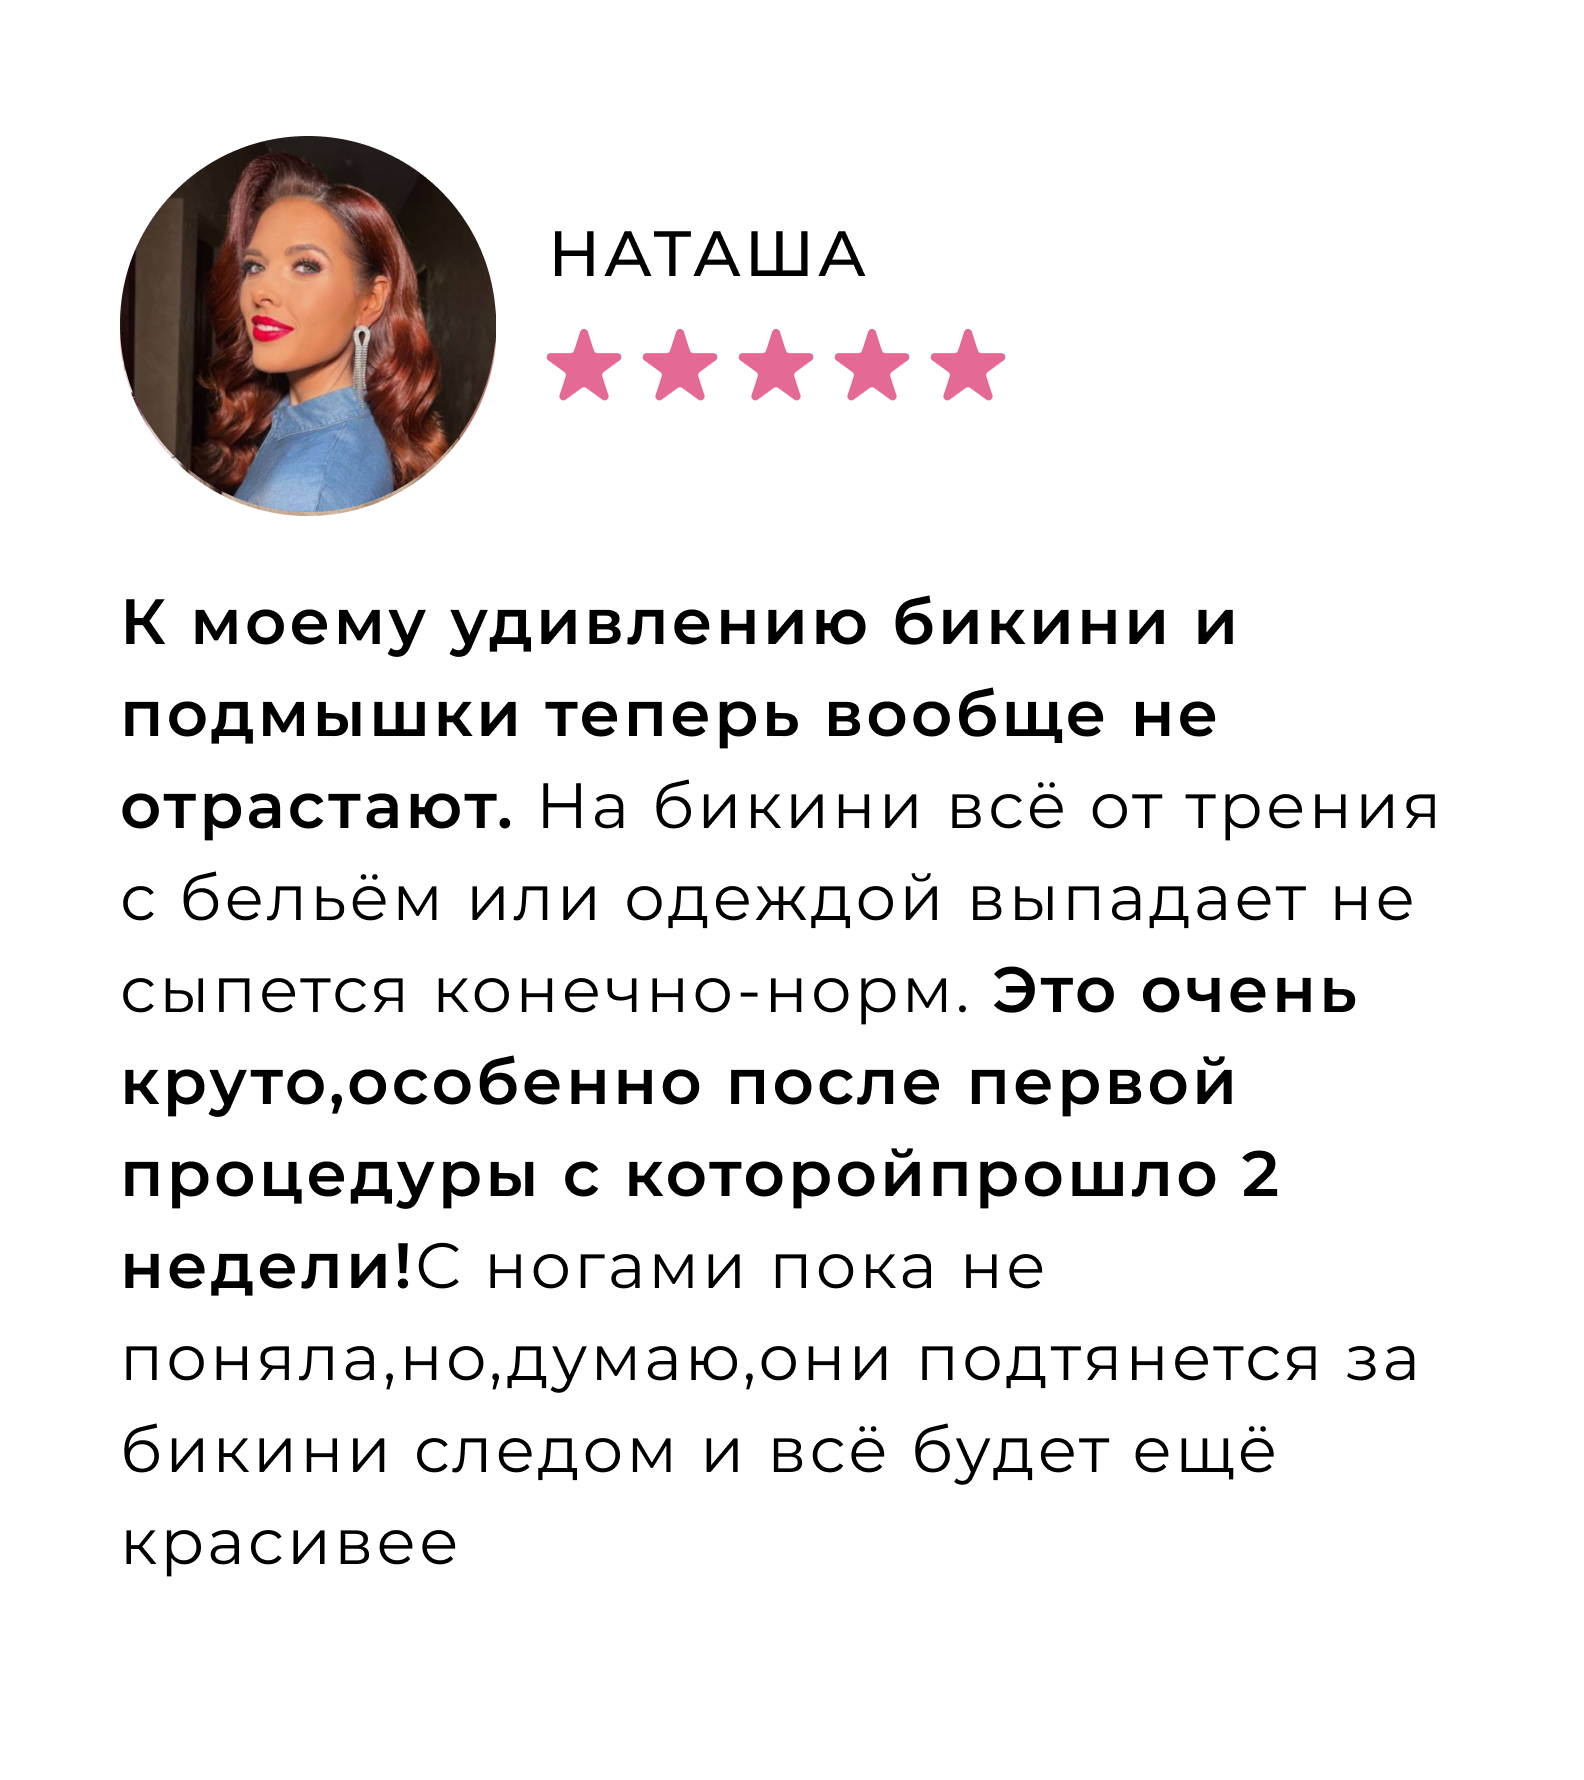 НАТАША
К моему удивлению бикини и
подмышки теперь вообще не
отрастают. На бикини всё от трения
с бельём или одеждой выпадает не
сыпется конечно-норм. Это очень
круто,особенно после первой
процедуры с которойпрошло 2
недели!С ногами пока не
поняла,но,думаю,они подтянется за
бикини следом и всё будет ещё
красивее